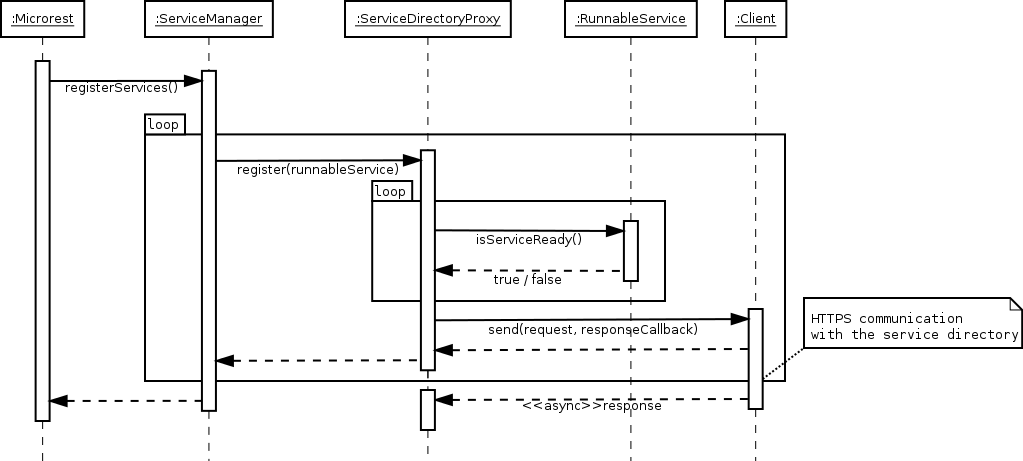 :Microrest
:ServiceManager
:ServiceDirectoryProxy
:RunnableService
:Client
registerServices()
loop
register(runnableService)
loop
isServiceReady()
true / false
send(request, responseCallback)
HTTPS communication
with the service directory
<<async>>response